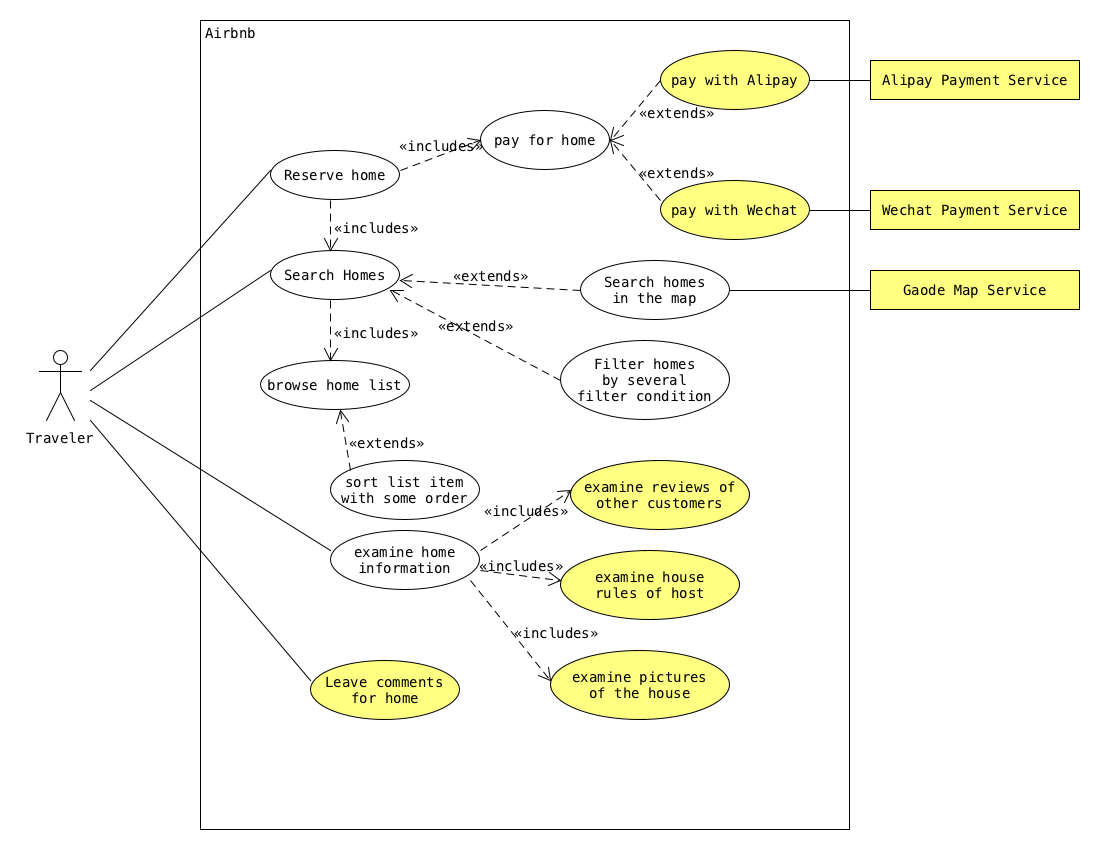 Airbnb
pay with Alipay
Alipay Payment Service
«extends»
pay for home
«includes»
Reserve home
«extends»
pay with Wechat
Wechat Payment Service
«includes»
Search Homes
«extends»
Search homes
in the map
Gaode Map Service
«extends»
«includes»
Filter homes
by several
filter condition
browse home list
Traveler
«extends»
sort list item
with some order
examine reviews of
other customers
«includes»
examine home
information
«includes»
examine house
rules of host
«includes»
examine pictures
of the house
Leave comments
for home